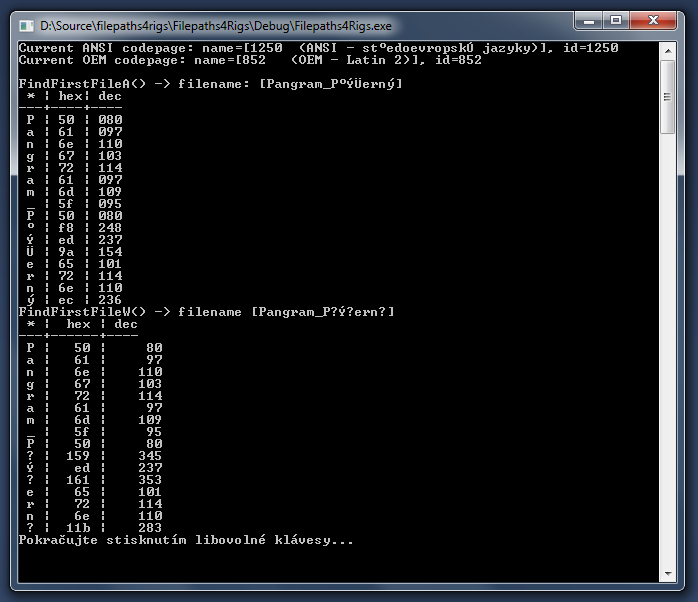 D:\Source\filepaths4rigs\Filepaths4Rigs\Debug\Filepaths4Rigs.exe
Current ANSI codepage: name=[1250  (ANSI - st°edoevropskÚ jazyky)], id=1250
Current OEM codepage: name=[852   (OEM - Latin 2)], id=852
FindFirstFileA() -> filename: [Pangram_P°ÝÜerný]
 * ¦ hex¦ dec
---+----+----
 P ¦ 50 ¦ 080
 a ¦ 61 ¦ 097
 n ¦ 6e ¦ 110
 g ¦ 67 ¦ 103
 r ¦ 72 ¦ 114
 a ¦ 61 ¦ 097
 m ¦ 6d ¦ 109
 _ ¦ 5f ¦ 095
 P ¦ 50 ¦ 080
 ° ¦ f8 ¦ 248
 Ý ¦ ed ¦ 237
 Ü ¦ 9a ¦ 154
 e ¦ 65 ¦ 101
 r ¦ 72 ¦ 114
 n ¦ 6e ¦ 110
 ý ¦ ec ¦ 236
FindFirstFileW() -> filename [Pangram_P?Ý?ern?]
 * ¦  hex ¦ dec
---+------+----
 P ¦   50 ¦     80
 a ¦   61 ¦     97
 n ¦   6e ¦    110
 g ¦   67 ¦    103
 r ¦   72 ¦    114
 a ¦   61 ¦     97
 m ¦   6d ¦    109
 _ ¦   5f ¦     95
 P ¦   50 ¦     80
 ? ¦  159 ¦    345
 Ý ¦   ed ¦    237
 ? ¦  161 ¦    353
 e ¦   65 ¦    101
 r ¦   72 ¦    114
 n ¦   6e ¦    110
 ? ¦  11b ¦    283
Pokračujte stisknutím libovolné klávesy...